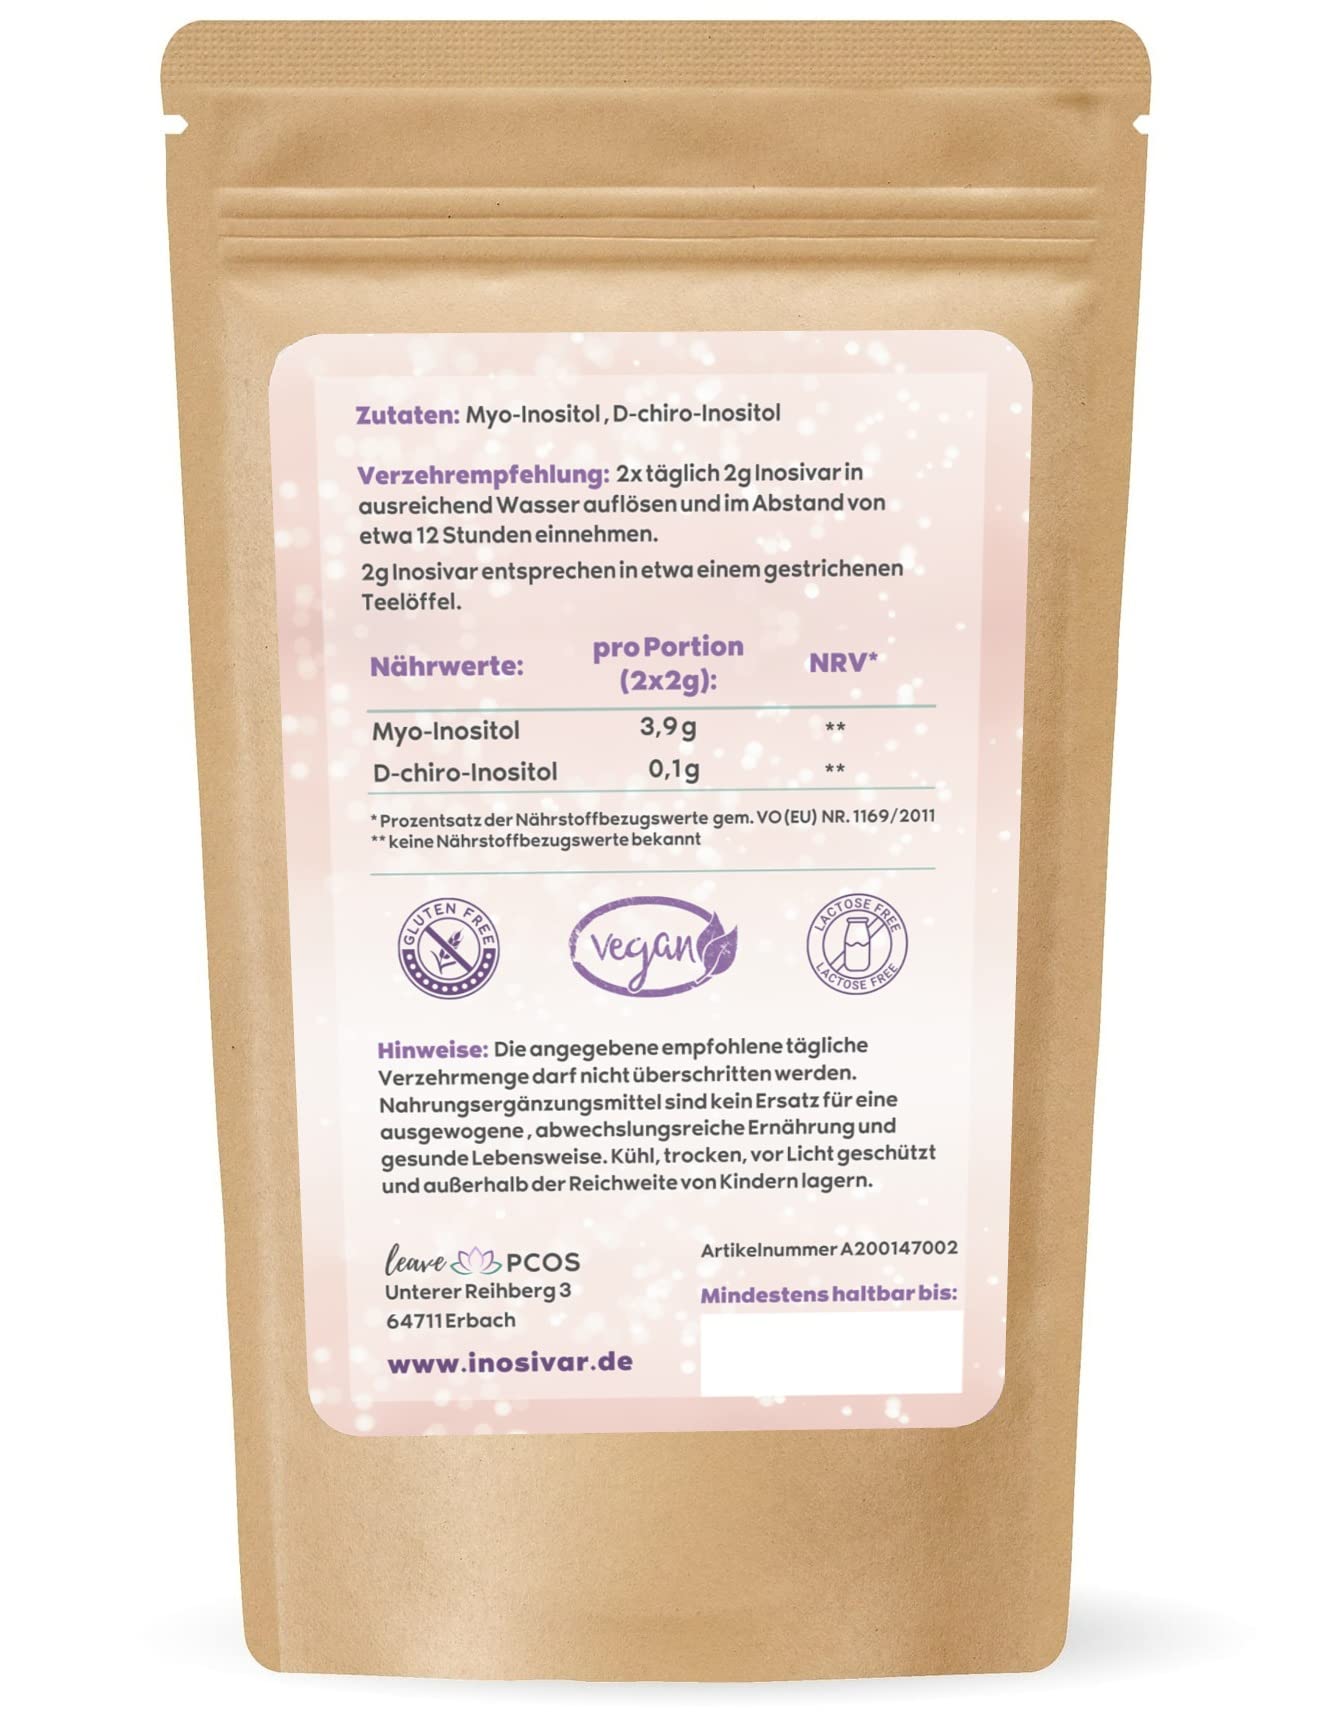 Zutaten: Myo-Inositol, D-chiro-Inositol
Verzehrempfehlung: 2x täglich 2g Inosivar in
ausreichend Wasser auflösen und im Abstand von
etwa 12 Stunden einnehmen.
2g Inosivar entsprechen in etwa einem gestrichenen
Teelöffel.
Nährwerte: pro Portion (2x2g): NRV*
Myo-Inositol 3,9 g **
D-chiro-Inositol 0,1 g **
* Prozentsatz der Nährstoffbezugswerte gem. VO (EU) NR. 1169/2011
** keine Nährstoffbezugswerte bekannt
GLUTEN FREE
vegan
LACTOSE FREE
LACTOSE FREE
Hinweise: Die angegebene empfohlene tägliche
Verzehrmenge darf nicht überschritten werden.
Nahrungsergänzungsmittel sind kein Ersatz für eine
ausgewogene, abwechslungsreiche Ernährung und
gesunde Lebensweise. Kühl, trocken, vor Licht geschützt
und außerhalb der Reichweite von Kindern lagern.
leave PCOS
Unterer Reihberg 3
64711 Erbach
www.inosivar.de
Artikelnummer A200147002
Mindestens haltbar bis: